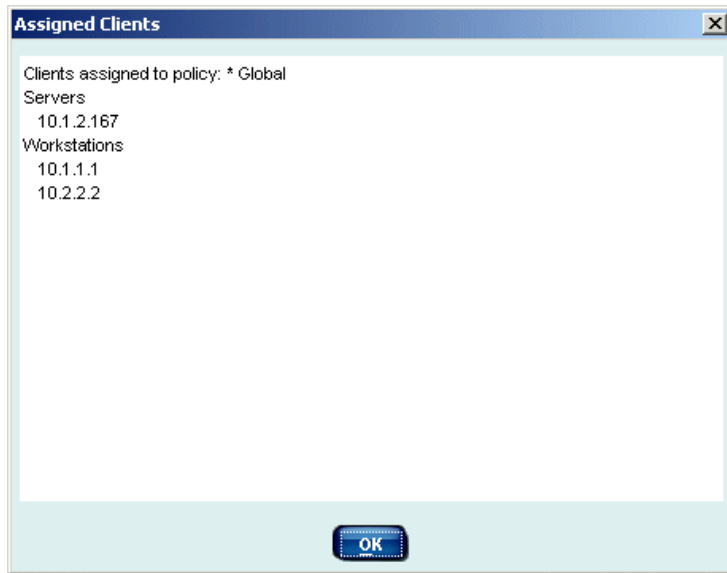 Assigned Clients
Clients assigned to policy: * Global
Servers
10.1.2.167
Workstations
10.1.1.1
10.2.2.2
OK